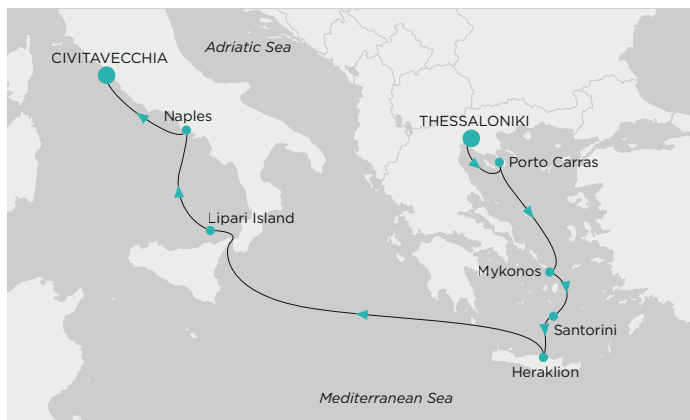 Adriatic Sea
CIVITAVECCHIA
Naples
THESSALONIKI
Porto Carras
Lipari Island
Mykonos
Santorini
Heraklion
Mediterranean Sea